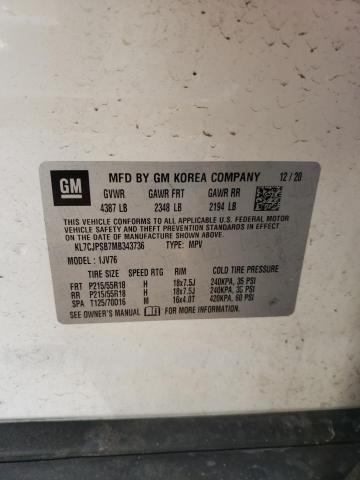 GM
MFD BY GM KOREA COMPANY 12/20
GVWR GAWR FRT GAWR RR
4387 LB 2348 LB 2194 LB
THIS VEHICLE CONFORMS TO ALL APPLICABLE U.S. FEDERAL MOTOR
VEHICLE SAFETY AND THEFT PREVENTION STANDARDS IN EFFECT ON
THE DATE OF MANUFACTURE SHOWN ABOVE.
KL7CJPSB7MB343736 TYPE: MPV
MODEL : 1JV76
TIRE SIZE SPEED RTG RIM COLD TIRE PRESSURE
FRT P215/55R18 H 18x7.5J 240KPA, 35 PSI
RR P215/55R18 H 18x7.5J 240KPA, 35 PSI
SPA T125/70D16 M 16x4.0T 420KPA, 60 PSI
SEE OWNER'S MANUAL FOR MORE INFORMATION